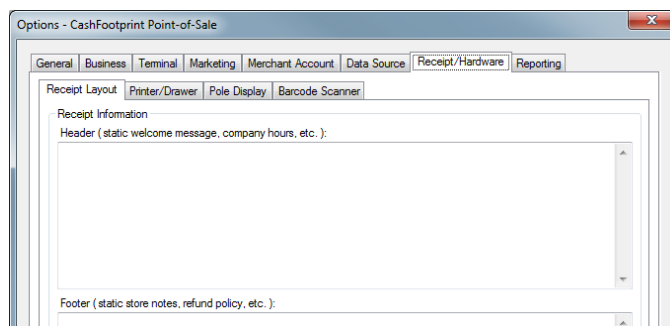 Options - CashFootprint Point-of-Sale
General Business Terminal Marketing Merchant Account Data Source Receipt/Hardware Reporting
Receipt Layout Printer/Drawer Pole Display Barcode Scanner
Receipt Information
Header ( static welcome message, company hours, etc. ):
Footer ( static store notes, refund policy, etc. ):